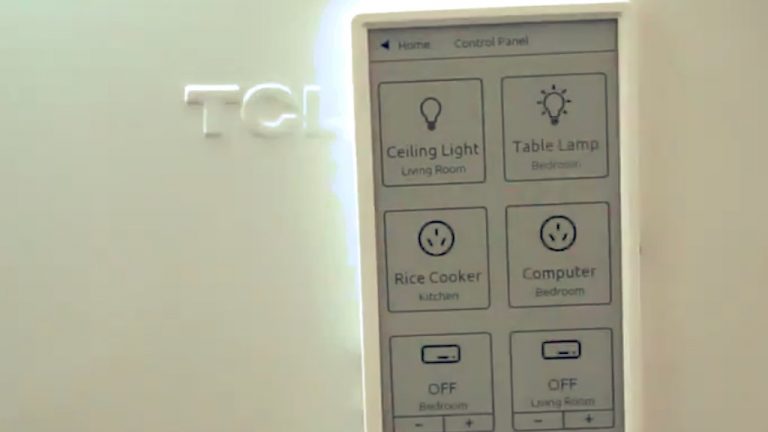 TCL
Home Control Panel
Ceiling Light
Living Room
Table Lamp
Bedroom
Rice Cooker
Kitchen
Computer
Bedroom
OFF
Bedroom
- +
OFF
Living Room
- +